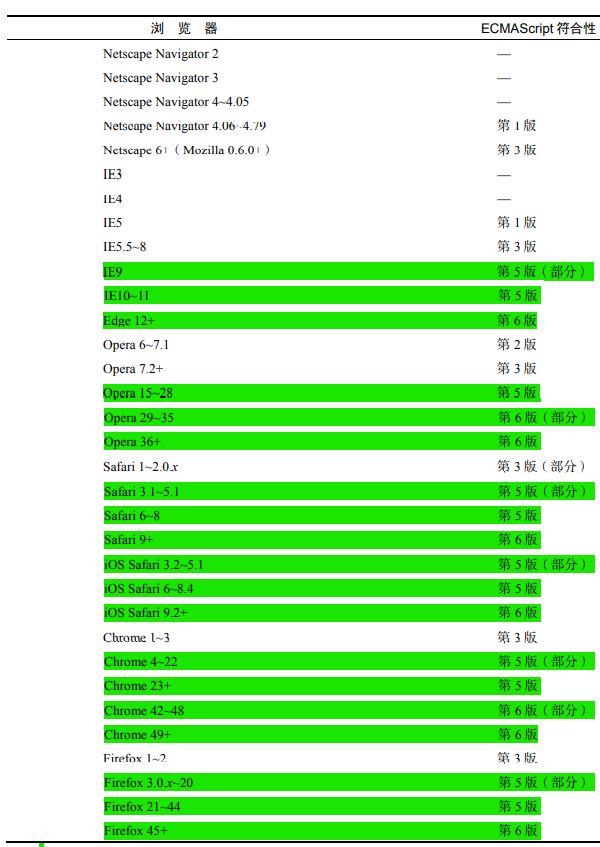 浏 览 器 ECMAScript 符合性
Netscape Navigator 2 —
Netscape Navigator 3 —
Netscape Navigator 4~4.05 —
Netscape Navigator 4.06~4.79 第 1 版
Netscape 6+（Mozilla 0.6.0+） 第 3 版
IE3 —
IE4 —
IE5 第 1 版
IE5.5~8 第 3 版
IE9 第 5 版（部分）
IE10~11 第 5 版
Edge 12+ 第 6 版
Opera 6~7.1 第 2 版
Opera 7.2+ 第 3 版
Opera 15~28 第 5 版
Opera 29~35 第 6 版（部分）
Opera 36+ 第 6 版
Safari 1~2.0.x 第 3 版（部分）
Safari 3.1~5.1 第 5 版（部分）
Safari 6~8 第 5 版
Safari 9+ 第 6 版
iOS Safari 3.2~5.1 第 5 版（部分）
iOS Safari 6~8.4 第 5 版
iOS Safari 9.2+ 第 6 版
Chrome 1~3 第 3 版
Chrome 4~22 第 5 版（部分）
Chrome 23+ 第 5 版
Chrome 42~48 第 6 版（部分）
Chrome 49+ 第 6 版
Firefox 1~2 第 3 版
Firefox 3.0.x~20 第 5 版（部分）
Firefox 21~44 第 5 版
Firefox 45+ 第 6 版